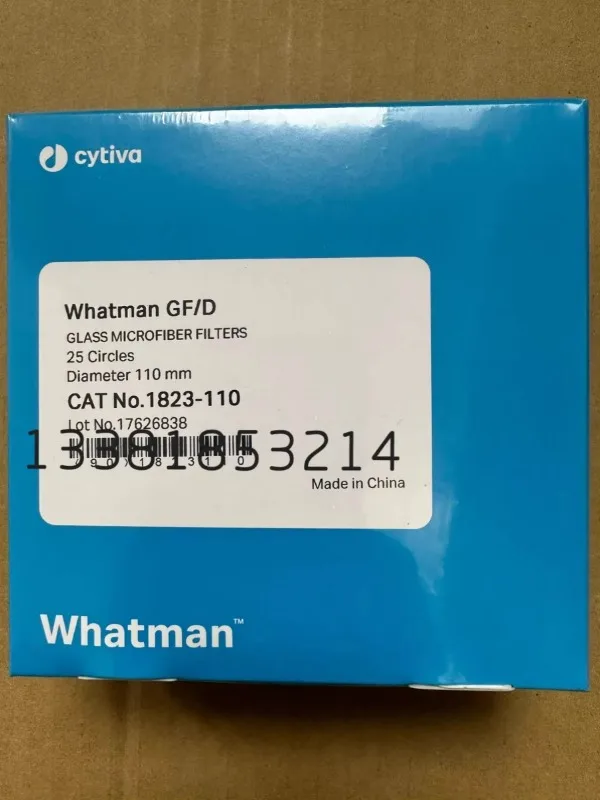 cytiva
Whatman GF/D
GLASS MICROFIBER FILTERS
25 Circles
Diameter 110 mm
CAT No.1823-110
Lot No.17626838
13381853214
Made in China
Whatman™